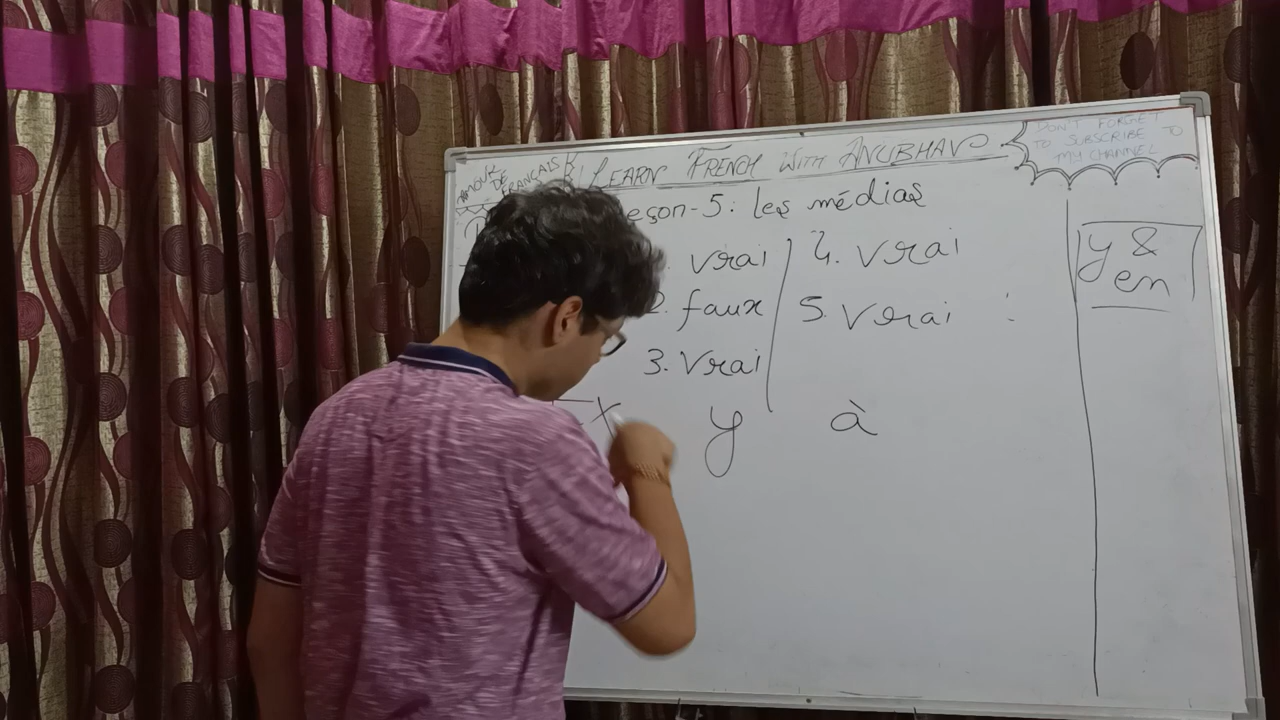 AMOUR
DE
FRANÇAIS
LEARN FRENCH WITH ANUBHAV
DON'T FORGET
TO SUBSCRIBE TO
MY CHANNEL
eçon-5: les médias
vrai
2. faux
3. vrai
4. vrai
5. vrai
y à
y &
en